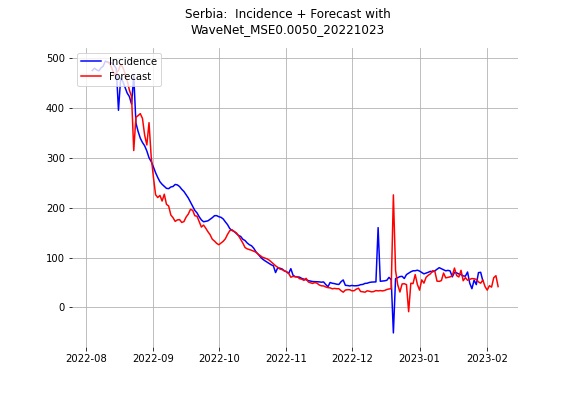 Serbia:  Incidence + Forecast with
WaveNet_MSE0.0050_20221023
Incidence
Forecast
500
400
300
200
100
0
2022-08 2022-09 2022-10 2022-11 2022-12 2023-01 2023-02